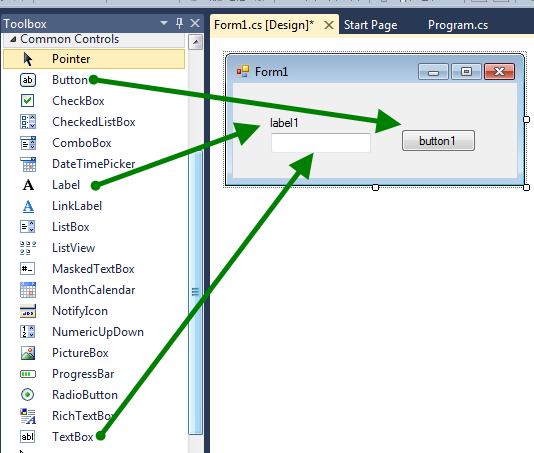 Toolbox
Common Controls
Pointer
Button
CheckBox
CheckedListBox
ComboBox
DateTimePicker
Label
LinkLabel
ListBox
ListView
MaskedTextBox
MonthCalendar
NotifyIcon
NumericUpDown
PictureBox
ProgressBar
RadioButton
RichTextBox
TextBox
Form1.cs [Design]* Start Page Program.cs
Form1
label1
button1